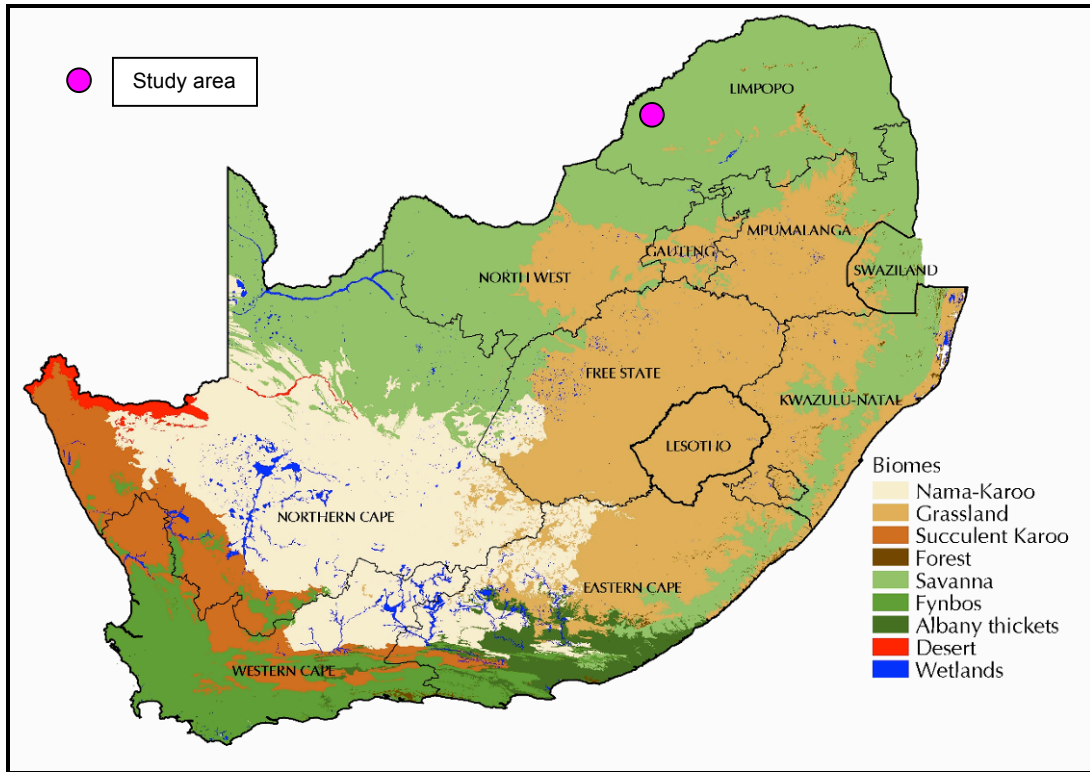 Study area
LIMPOPO
MPUMALANGA
GAUTENG
NORTH WEST
SWAZILAND
FREE STATE
KWAZULU-NATAL
LESOTHO
NORTHERN CAPE
EASTERN CAPE
WESTERN CAPE
Biomes
Nama-Karoo
Grassland
Succulent Karoo
Forest
Savanna
Fynbos
Albany thickets
Desert
Wetlands